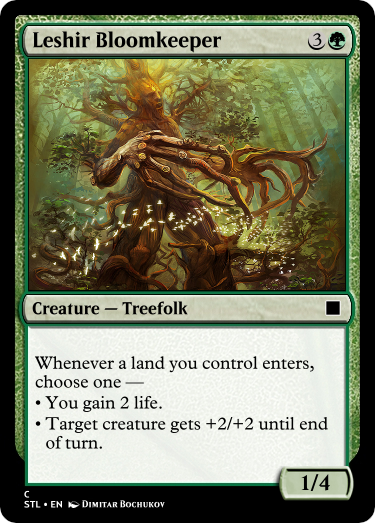 Leshir Bloomkeeper 3
Creature — Treefolk
Whenever a land you control enters,
choose one —
• You gain 2 life.
• Target creature gets +2/+2 until end
of turn.
1/4
C
STL • EN Dimitar Bochukov